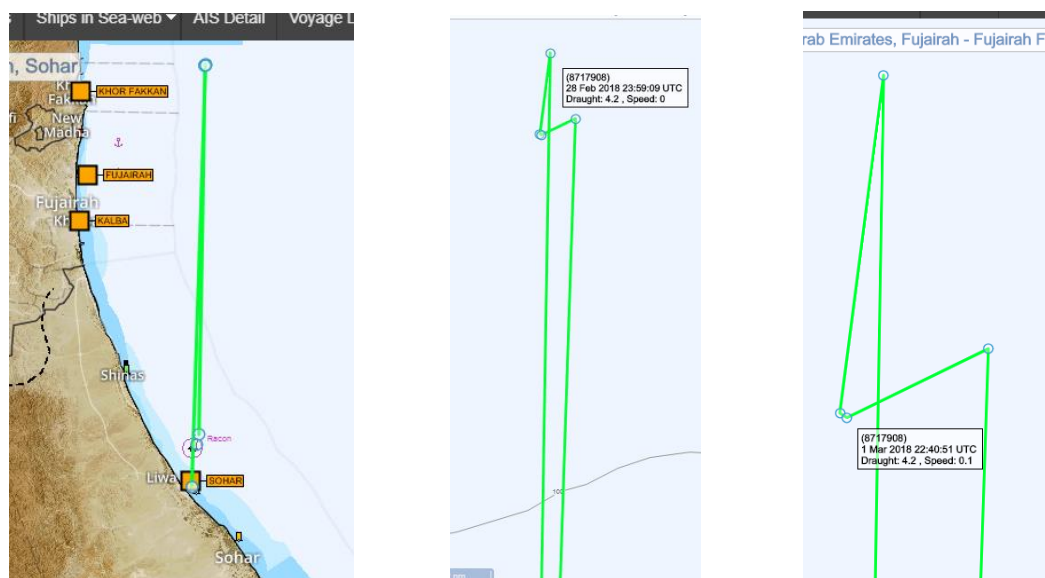 Ships in Sea-web
AIS Detail
Voyage
, Sohar
KHOR FAKKAN
New
Madha
FUJAIRAH
Fujairah
KALBA
Shinas
Racon
Liwa
SOHAR
Sohar
(8717908)
28 Feb 2018 23:59:09 UTC
Draught: 4.2 , Speed: 0
100
Emirates, Fujairah - Fujairah
(8717908)
1 Mar 2018 22:40:51 UTC
Draught: 4.2 , Speed: 0.1